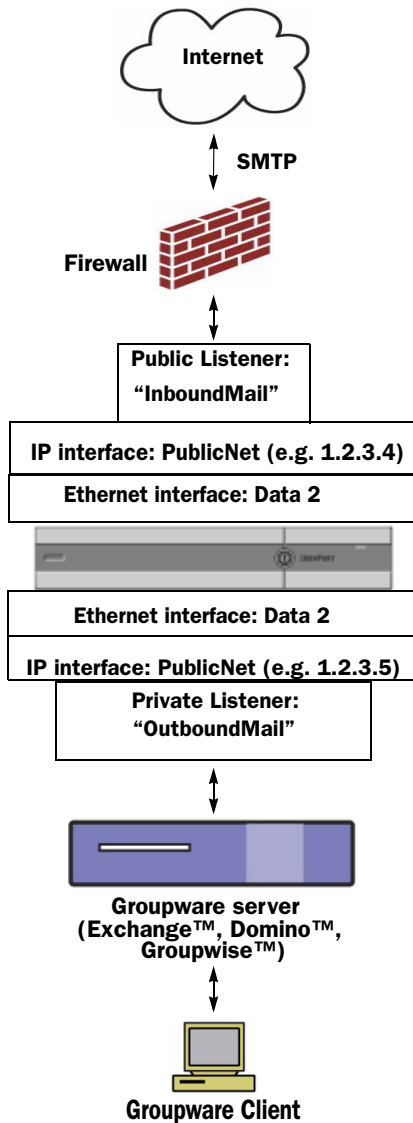 Internet
SMTP
Firewall
Public Listener:
“InboundMail”
IP interface: PublicNet (e.g. 1.2.3.4)
Ethernet interface: Data 2
IRONPORT
Ethernet interface: Data 2
IP interface: PublicNet (e.g. 1.2.3.5)
Private Listener:
“OutboundMail”
Groupware server
(Exchange™, Domino™,
Groupwise™)
Groupware Client